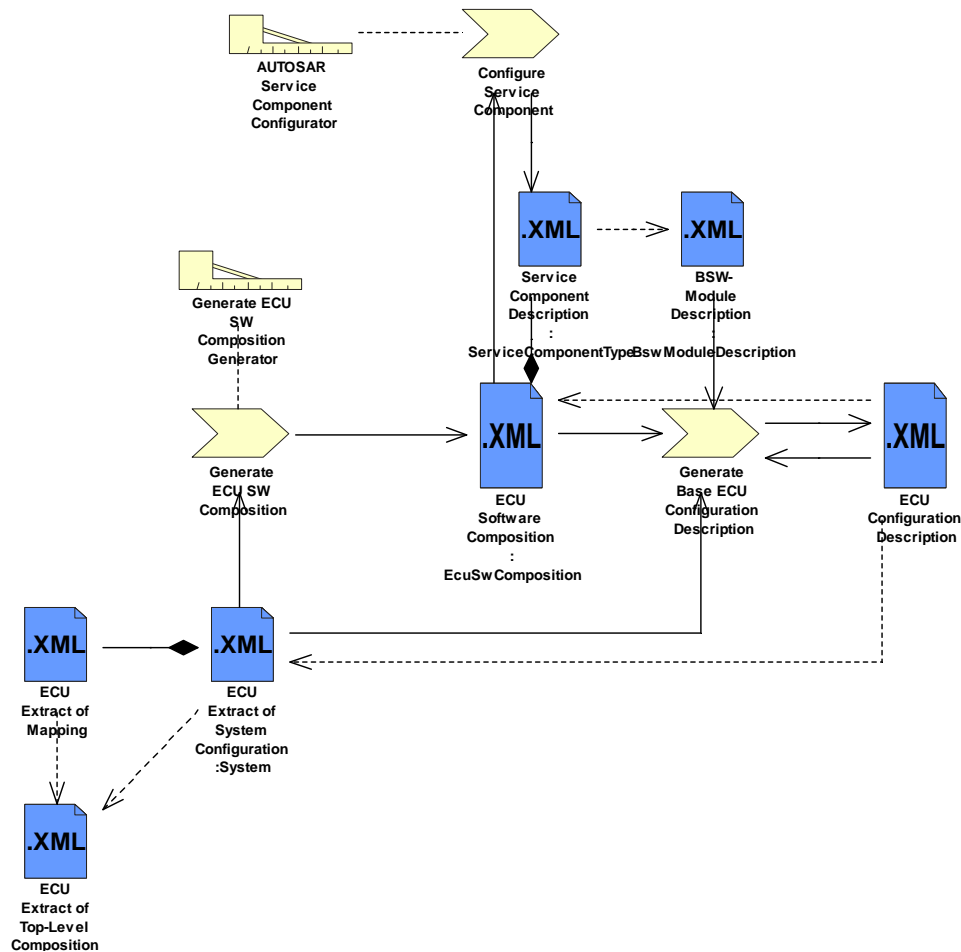 AUTOSAR
Service
Component
Configurator
Configure
Service
Component
.XML
Service
Component
Description
:
ServiceComponentType
.XML
BSW-
Module
Description
:
BswModuleDescription
Generate ECU
SW
Composition
Generator
Generate
ECU SW
Composition
.XML
ECU
Software
Composition
:
EcuSwComposition
Generate
Base ECU
Configuration
Description
.XML
ECU
Configuration
Description
.XML
ECU
Extract of
Mapping
.XML
ECU
Extract of
System
Configuration
:System
.XML
ECU
Extract of
Top-Level
Composition